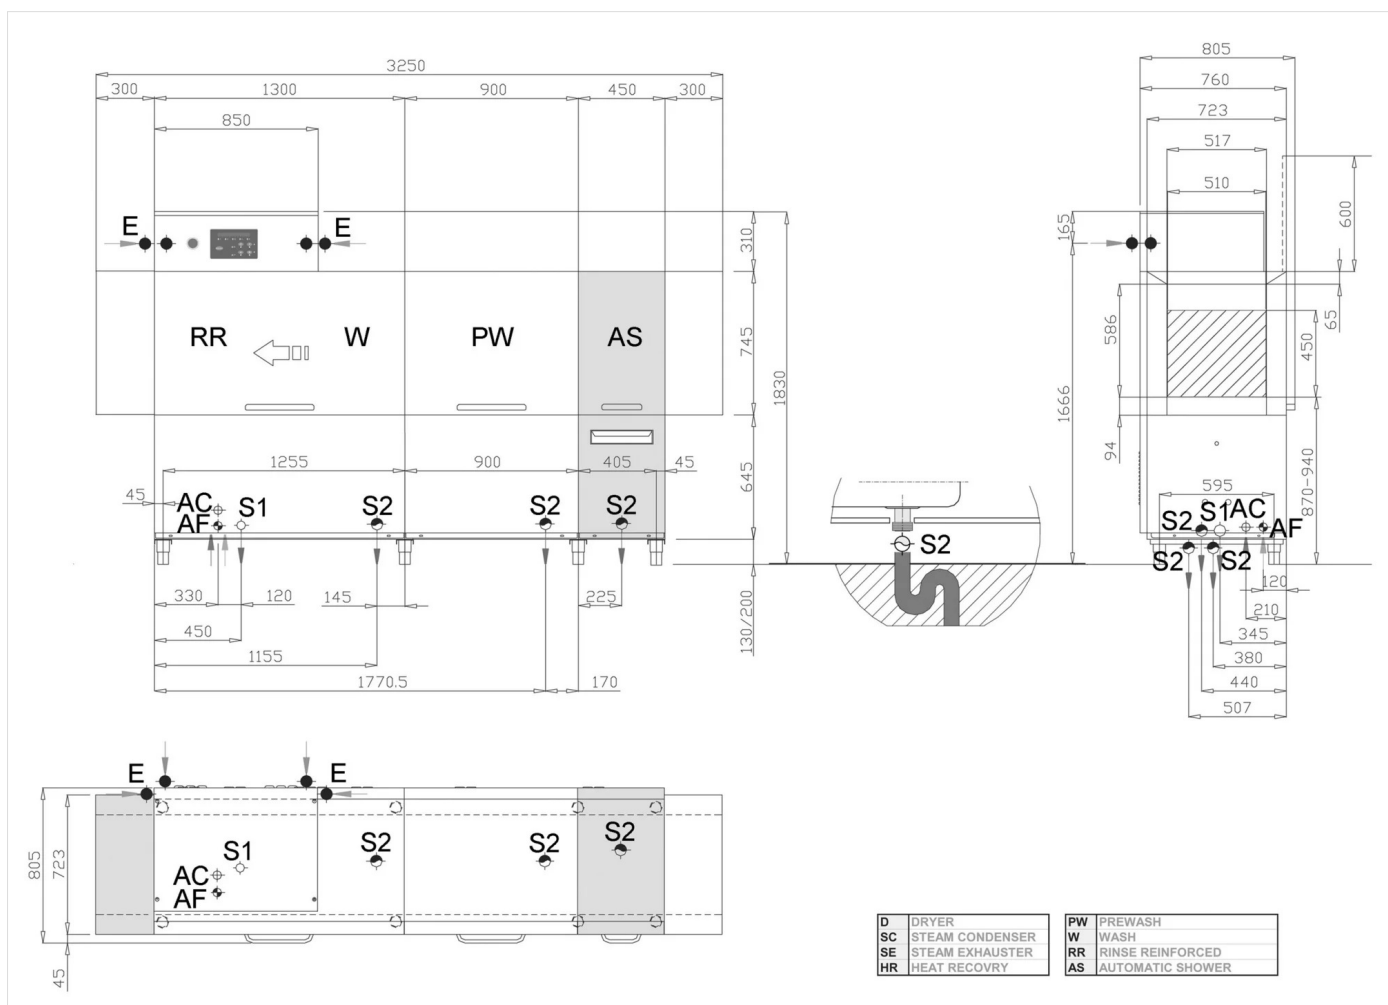 3250
805
300 1300 900 450 300
760
850
723
517
510
E E
165
310
600
RR W PW AS
745
1830
1666
586
65
450
94
1255 900 405 45
645
870-940
45
AC
AF
S1 S2 S2 S2
S2
595
S2 S1 AC AF
S2 S2
330 120 145 225
130/200
450
1155
1770.5 170
120
210
345
380
440
507
E E
805
723
S1
AC
AF
S2 S2 S2
45
D DRYER
SC STEAM CONDENSER
SE STEAM EXHAUSTER
HR HEAT RECOVRY
PW PREWASH
W WASH
RR RINSE REINFORCED
AS AUTOMATIC SHOWER